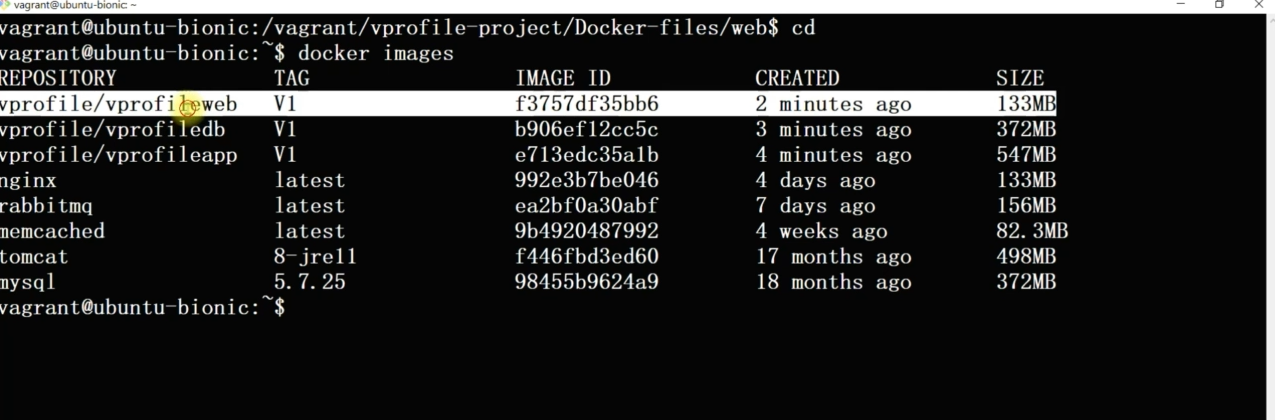 vagrant@ubuntu-bionic: ~
vagrant@ubuntu-bionic:/vagrant/vprofile-project/Docker-files/web$ cd
vagrant@ubuntu-bionic:~$ docker images
REPOSITORY TAG IMAGE ID CREATED SIZE
vprofile/vprofileweb V1 f3757df35bb6 2 minutes ago 133MB
vprofile/vprofiledb V1 b906ef12cc5c 3 minutes ago 372MB
vprofile/vprofileapp V1 e713edc35a1b 4 minutes ago 547MB
nginx latest 992e3b7be046 4 days ago 133MB
rabbitmq latest ea2bf0a30abf 7 days ago 156MB
memcached latest 9b4920487992 4 weeks ago 82.3MB
tomcat 8-jre11 f446fbd3ed60 17 months ago 498MB
mysql 5.7.25 98455b9624a9 18 months ago 372MB
vagrant@ubuntu-bionic:~$